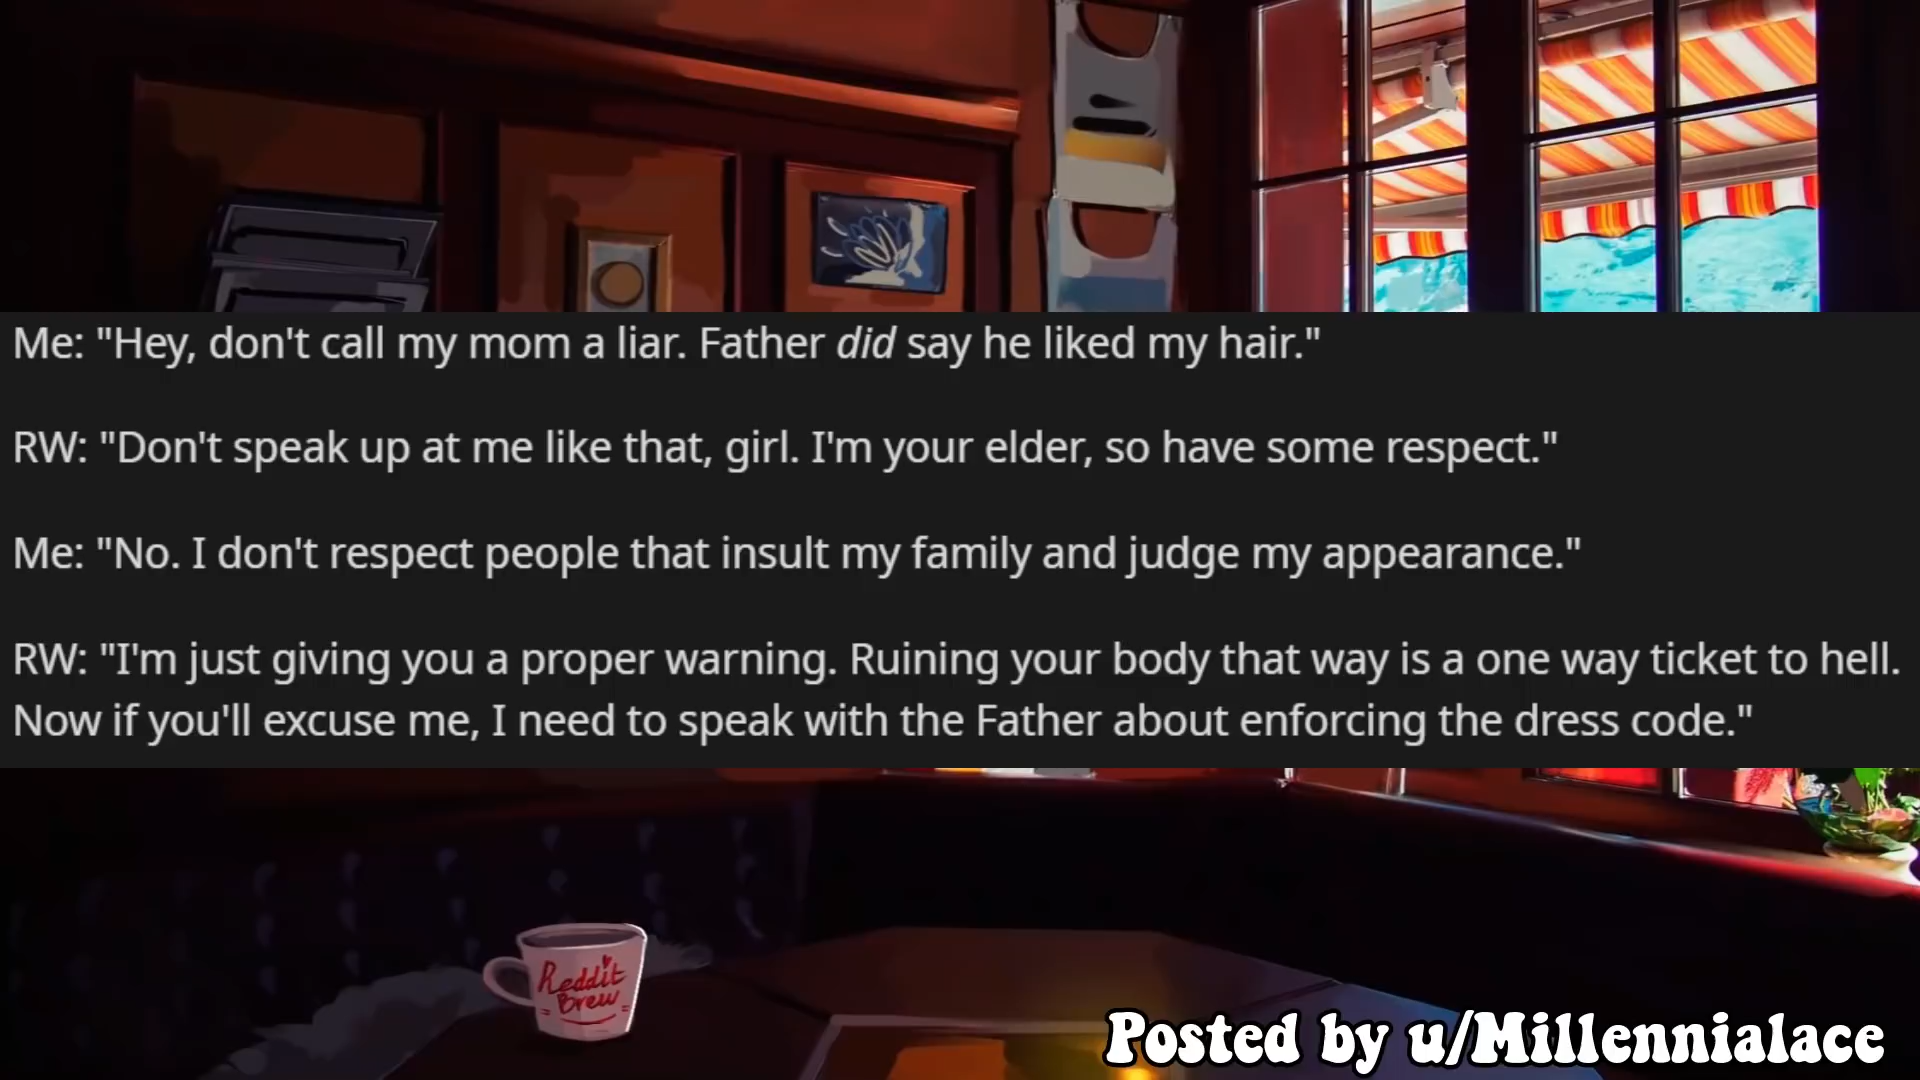 Me: "Hey, don't call my mom a liar. Father did say he liked my hair."
RW: "Don't speak up at me like that, girl. I'm your elder, so have some respect."
Me: "No. I don't respect people that insult my family and judge my appearance."
RW: "I'm just giving you a proper warning. Ruining your body that way is a one way ticket to hell.
Now if you'll excuse me, I need to speak with the Father about enforcing the dress code."
Reddit
Brew
Posted by u/Millennialace